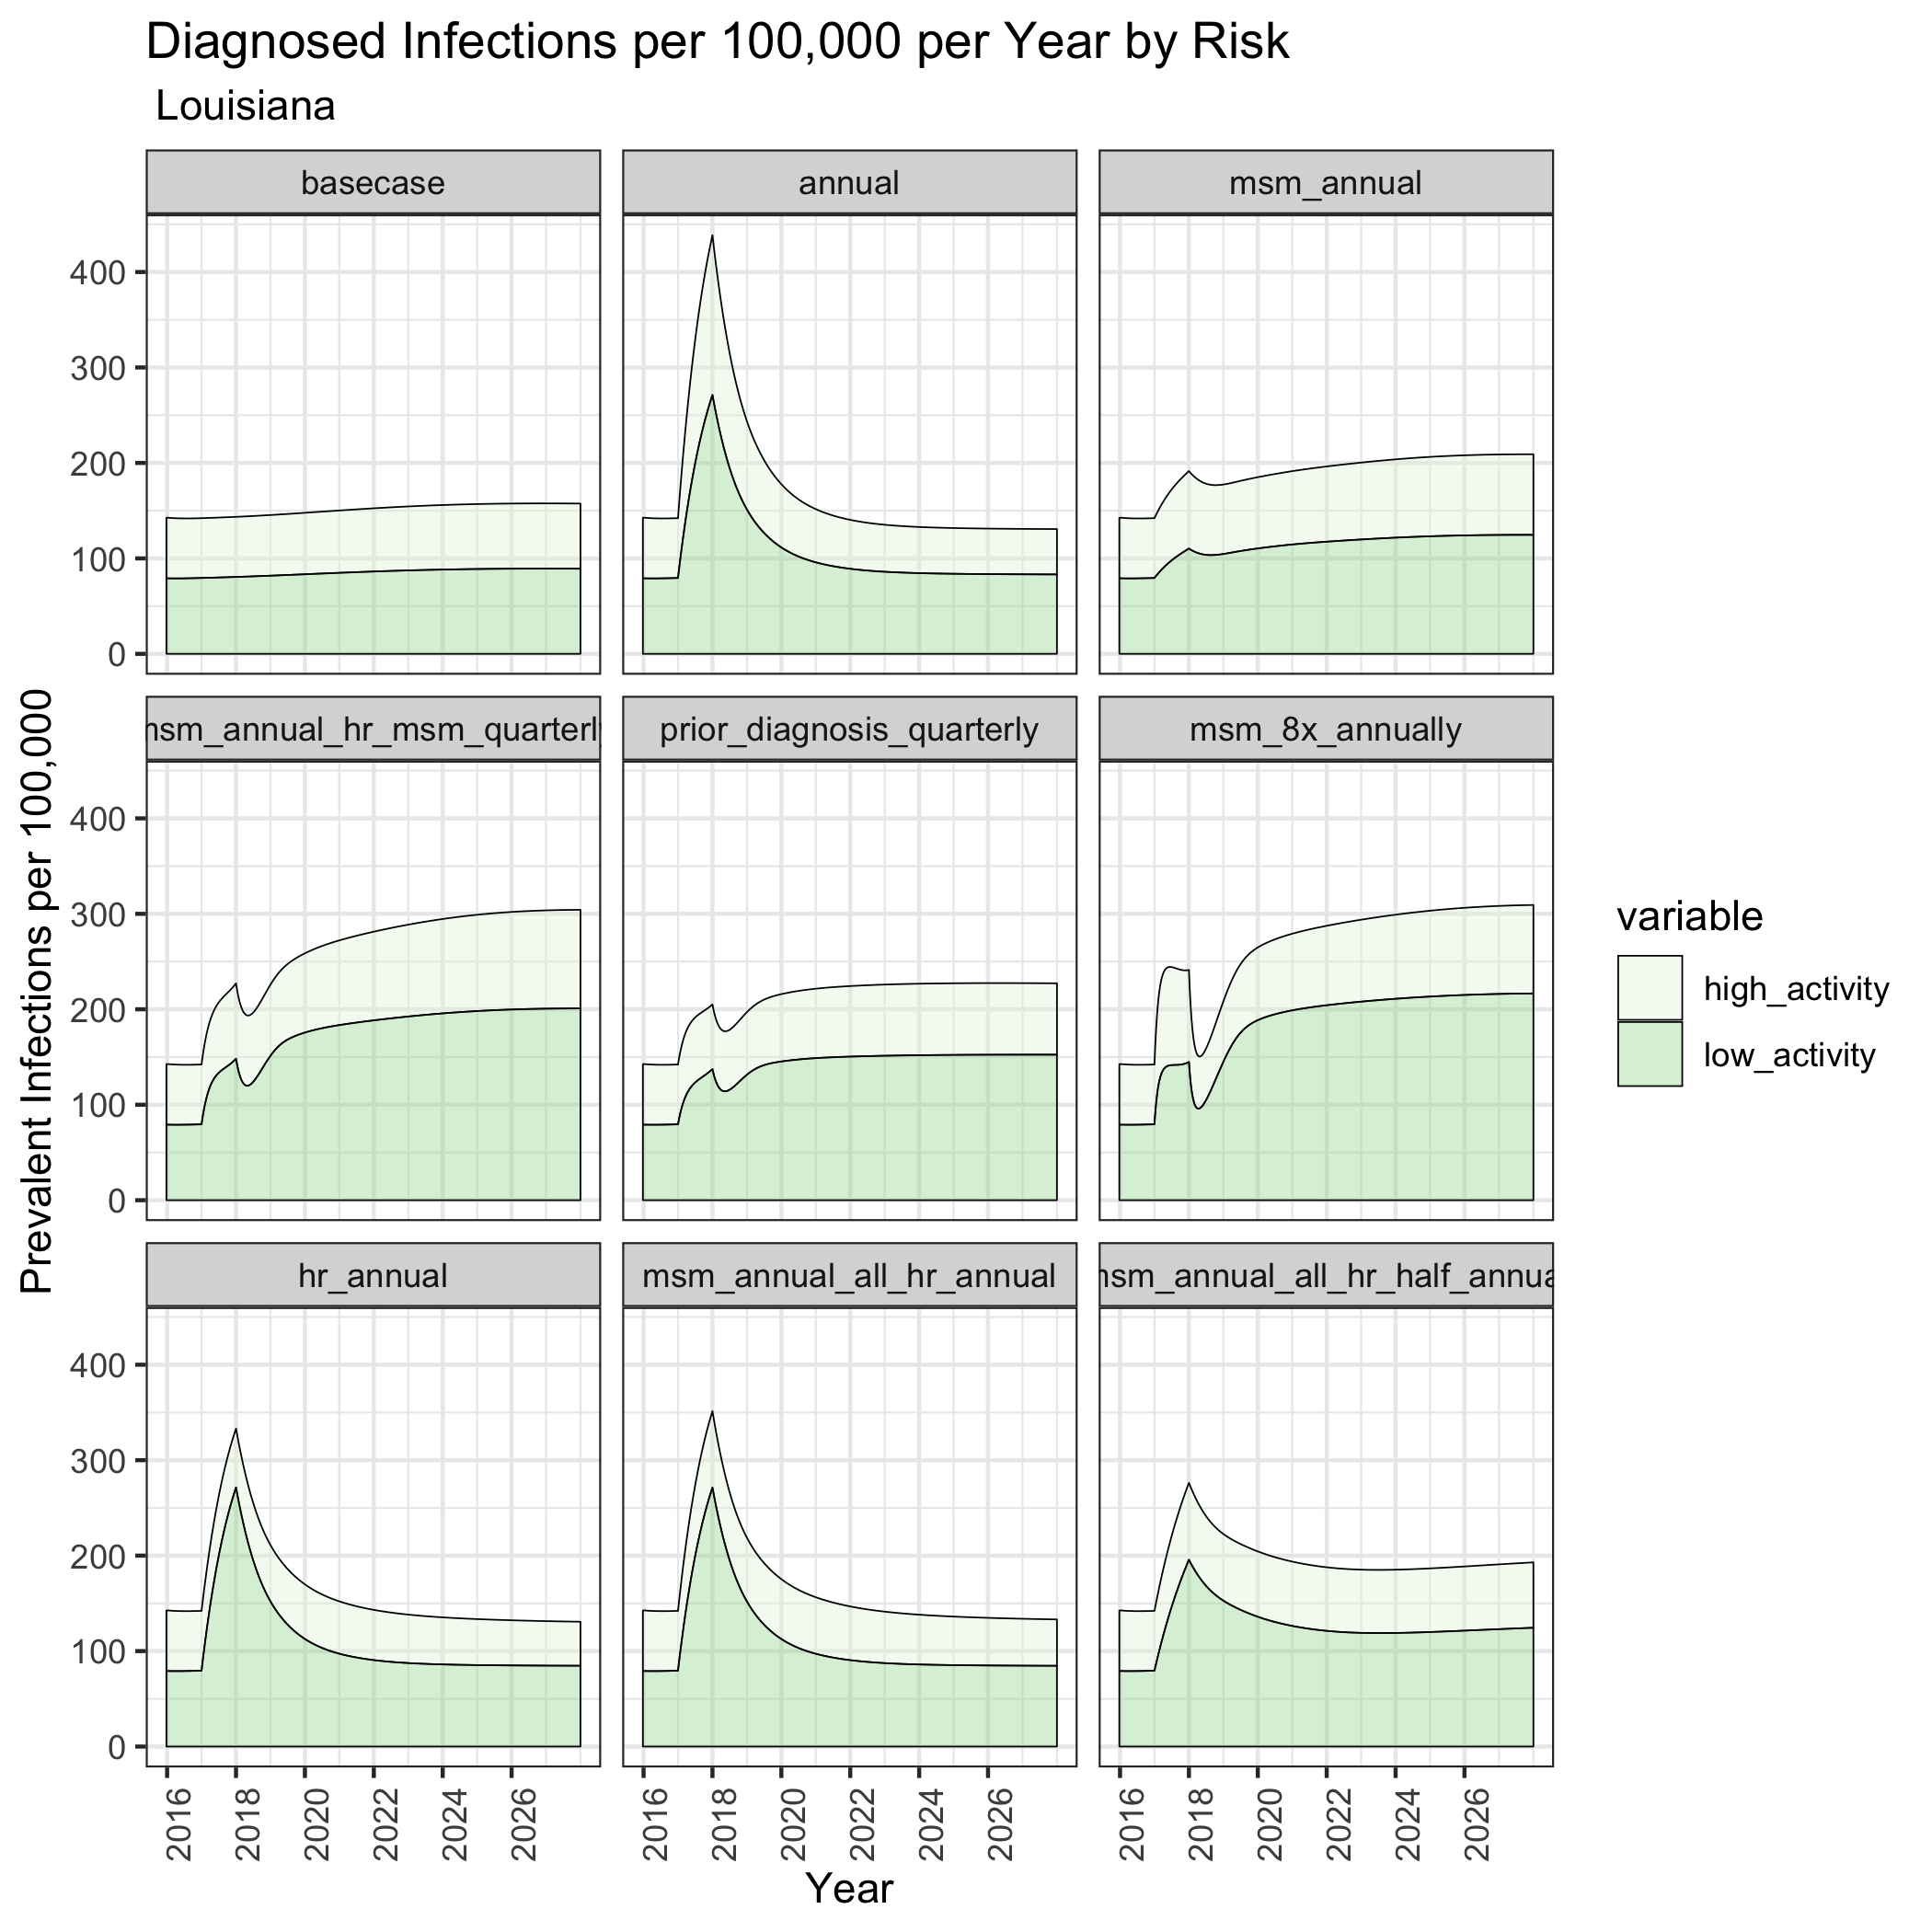 Diagnosed Infections per 100,000 per Year by Risk
Louisiana
basecase
annual
msm_annual
400
300
200
100
0
msm_annual_hr_msm_quarterly
prior_diagnosis_quarterly
msm_8x_annually
400
300
200
100
0
hr_annual
msm_annual_all_hr_annual
msm_annual_all_hr_half_annua
400
300
200
100
0
2016 2018 2020 2022 2024 2026
2016 2018 2020 2022 2024 2026
2016 2018 2020 2022 2024 2026
Year
Prevalent Infections per 100,000
variable
high_activity
low_activity